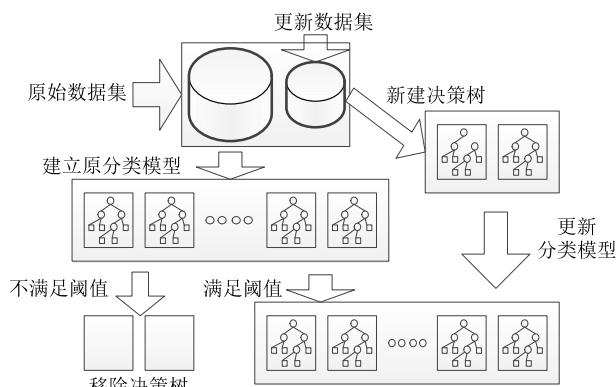 更新数据集
原始数据集
新建决策树
建立原分类模型
更新
分类模型
不满足阈值
满足阈值
移除决策树